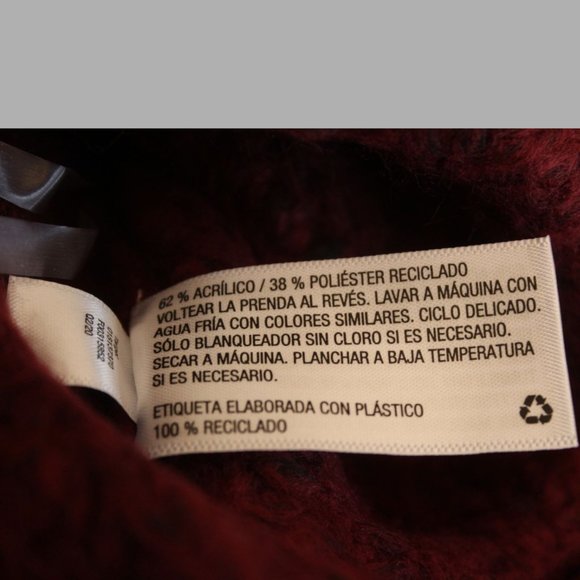 62 % ACRÍLICO / 38 % POLIÉSTER RECICLADO
VOLTEAR LA PRENDA AL REVÉS. LAVAR A MÁQUINA CON
AGUA FRÍA CON COLORES SIMILARES. CICLO DELICADO.
SÓLO BLANQUEADOR SIN CLORO SI ES NECESARIO.
SECAR A MÁQUINA. PLANCHAR A BAJA TEMPERATURA
SI ES NECESARIO.
ETIQUETA ELABORADA CON PLÁSTICO
100 % RECICLADO
02/20